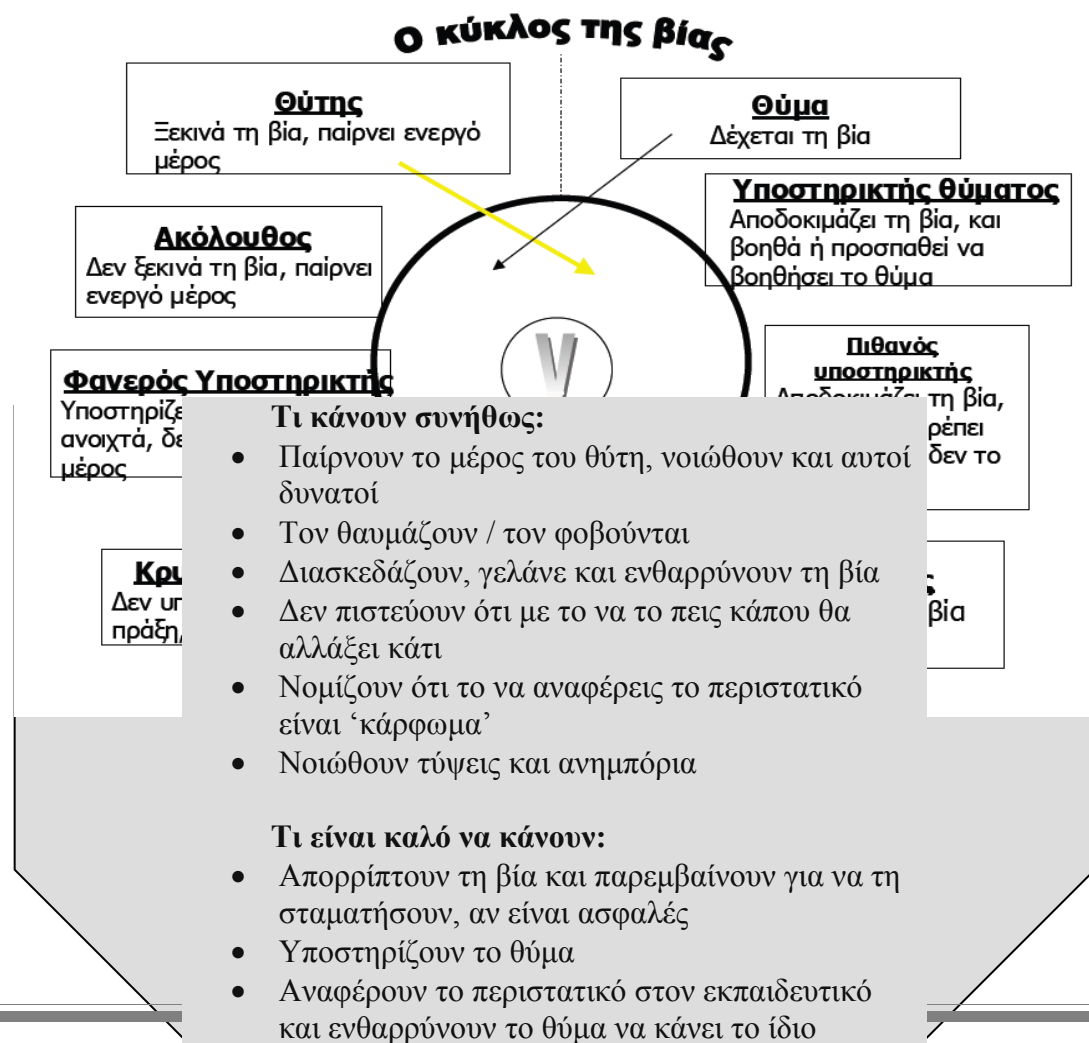 Ο κύκλος της βίας
Θύτης
Ξεκινά τη βία, παίρνει ενεργό
μέρος
Θύμα
Δέχεται τη βία
Ακόλουθος
Δεν ξεκινά τη βία, παίρνει
ενεργό μέρος
Υποστηρικτής θύματος
Αποδοκιμάζει τη βία, και
βοηθά ή προσπαθεί να
βοηθήσει το θύμα
Φανερός Υποστηρικτής
ανοιχτά,
μέρος
Πιθανός
υποστηρικτής
Αποδοκιμάζει τη βία,
δεν το
Δεν
πράξη,
βία
Τι κάνουν συνήθως:
• Παίρνουν το μέρος του θύτη, νοιώθουν και αυτοί
δυνατοί
• Τον θαυμάζουν / τον φοβούνται
• Διασκεδάζουν, γελάνε και ενθαρρύνουν τη βία
• Δεν πιστεύουν ότι με το να το πεις κάπου θα
αλλάξει κάτι
• Νομίζουν ότι το να αναφέρεις το περιστατικό
είναι ‘κάρφωμα’
• Νοιώθουν τύψεις και ανημπόρια
Τι είναι καλό να κάνουν:
• Απορρίπτουν τη βία και παρεμβαίνουν για να τη
σταματήσουν, αν είναι ασφαλές
• Υποστηρίζουν το θύμα
• Αναφέρουν το περιστατικό στον εκπαιδευτικό
και ενθαρρύνουν το θύμα να κάνει το ίδιο